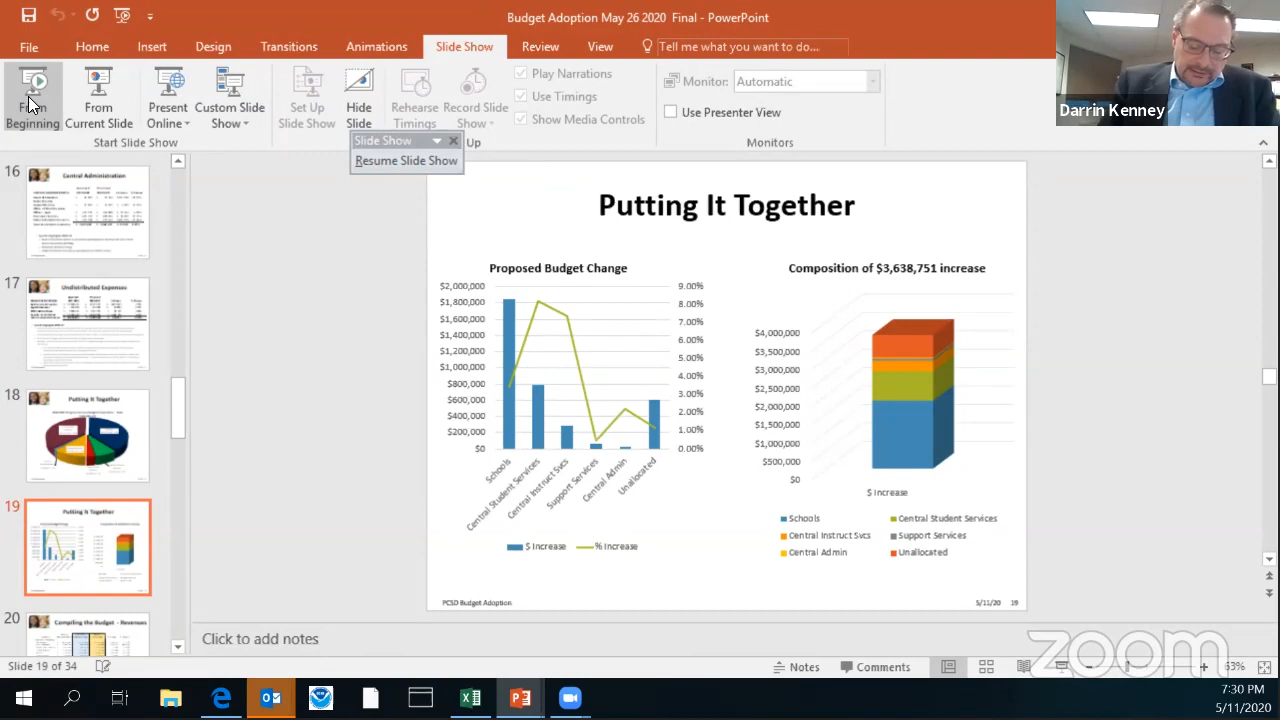 Budget Adoption May 26 2020 Final - PowerPoint
File Home Insert Design Transitions Animations Slide Show Review View Tell me what you want to do...
From Beginning
From Current Slide
Present Online
Custom Slide Show
Set Up Slide Show
Hide Slide
Rehearse Timings
Record Slide Show
Play Narrations
Use Timings
Show Media Controls
Monitor: Automatic
Use Presenter View
Darrin Kenney
Start Slide Show
Up
Monitors
Slide Show
Resume Slide Show
16
Central Administration
17
Undistributed Expenses
18
Putting It Together
19
Putting It Together
20
Compiling the Budget - Revenues
Putting It Together
Proposed Budget Change
$2,000,000
$1,800,000
$1,600,000
$1,400,000
$1,200,000
$1,000,000
$800,000
$600,000
$400,000
$200,000
$0
9.00%
8.00%
7.00%
6.00%
5.00%
4.00%
3.00%
2.00%
1.00%
0.00%
Schools
Central Student Services
Central Instruct Svcs
Support Services
Central Admin
Unallocated
$ Increase % Increase
Composition of $3,638,751 increase
$4,000,000
$3,500,000
$3,000,000
$2,500,000
$2,000,000
$1,500,000
$1,000,000
$500,000
$0
$ Increase
Schools Central Student Services
Central Instruct Svcs Support Services
Central Admin Unallocated
PCSD Budget Adoption 5/11/20 19
Click to add notes
zoom
Slide 19 of 34 Notes Comments 63%
7:30 PM
5/11/2020